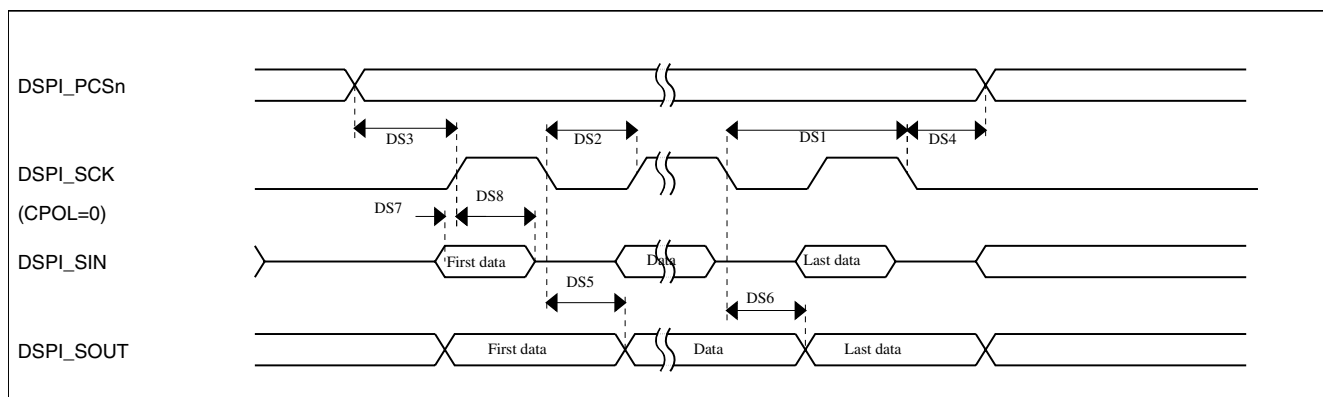 DSPI_PCSn
DS3
DS2
DS1
DS4
DSPI_SCK
(CPOL=0)
DS7
DS8
DSPI_SIN
First data
Data
Last data
DS5
DS6
DSPI_SOUT
First data
Data
Last data